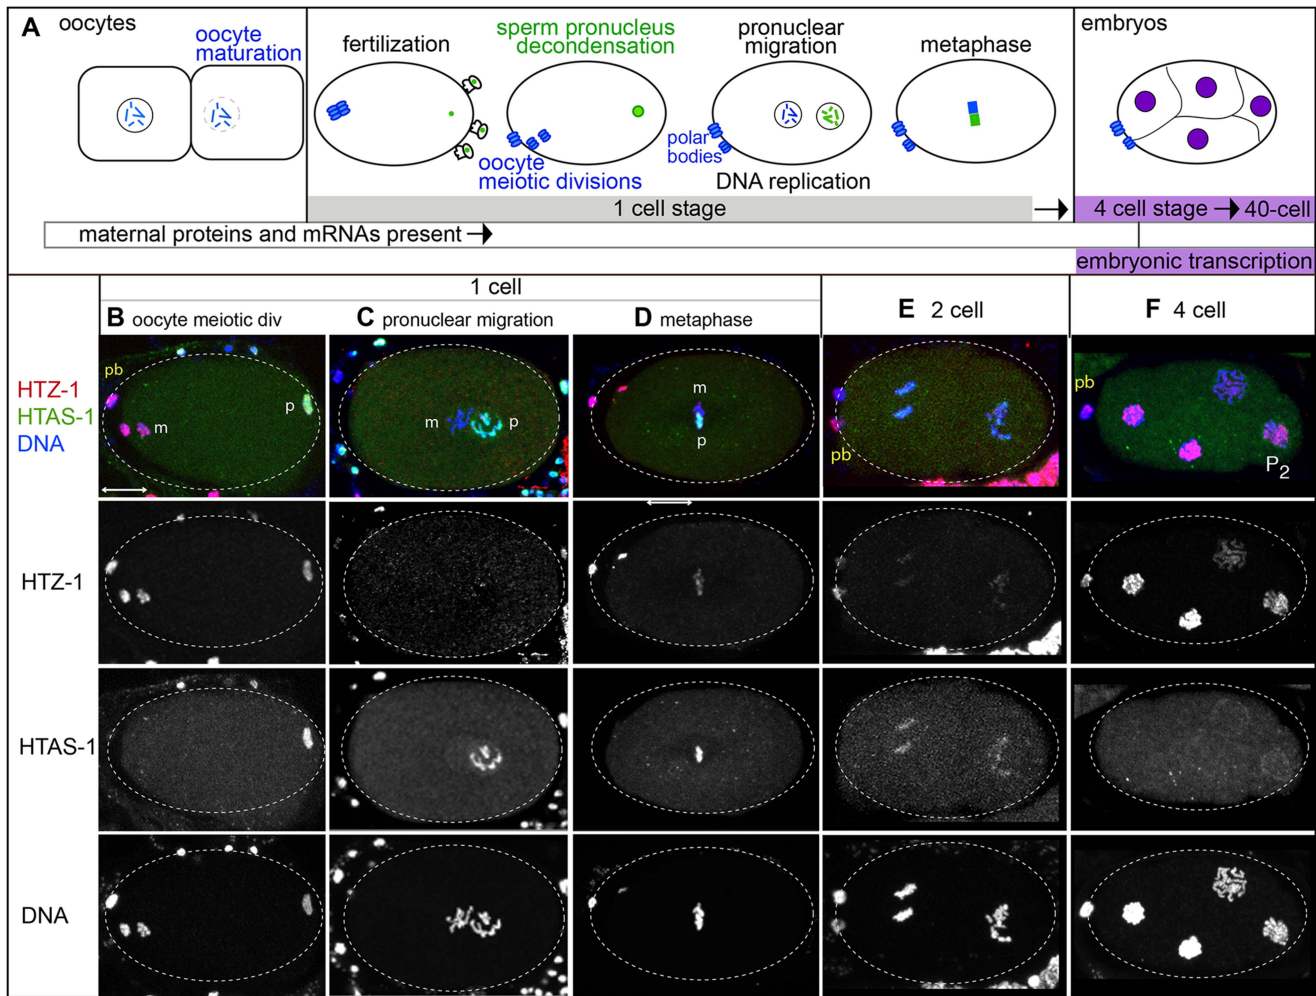 A
oocytes
oocyte
maturation
fertilization
sperm pronucleus
decondensation
pronuclear
migration
metaphase
embryos
oocyte
meiotic divisions
polar
bodies
DNA replication
1 cell stage
4 cell stage
40-cell
maternal proteins and mRNAs present
embryonic transcription
1 cell
B oocyte meiotic div
C pronuclear migration
D metaphase
E 2 cell
F 4 cell
HTZ-1
HTAS-1
DNA
pb
p
m
m
p
m
p
pb
pb
P2
HTZ-1
HTAS-1
DNA